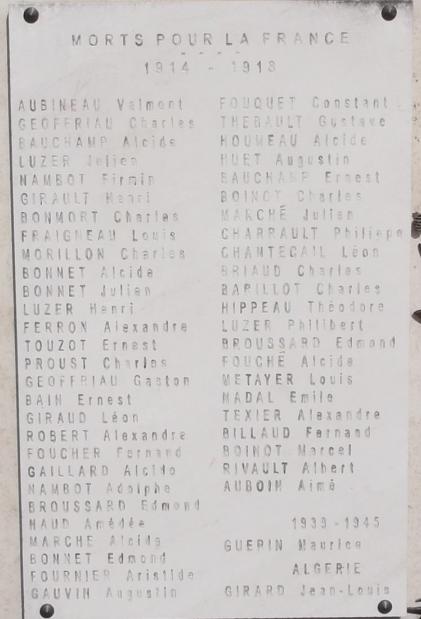 MORTS POUR LA FRANCE
- - - -
1914 - 1918
AUBINEAU Valmont
GEOFFRIAU Charles
BAUCHAMP Alcide
LUZER Julien
NAMBOT Firmin
GIRAULT Henri
BONMORT Charles
FRAIGNEAU Louis
MORILLON Charles
BONNET Alcide
BONNET Julien
LUZER Henri
FERRON Alexandre
TOUZOT Ernest
PROUST Charles
GEOFFRIAU Gaston
BAIN Ernest
GIRAUD Léon
ROBERT Alexandre
FOUCHER Fernand
GAILLARD Alcide
NAMBOT Adolphe
BROUSSARD Edmond
NAUD Amédée
MARCHE Alcide
BONNET Edmond
FOURNIER Aristide
GAUVIN Augustin
FOUQUET Constant
THEBAULT Gustave
HOUMEAU Alcide
HUET Augustin
BAUCHAMP Ernest
BOINOT Charles
MARCHÉ Julien
CHARRAULT Philippe
CHANTECAIL Léon
BRIAUD Charles
BARILLOT Charles
HIPPEAU Théodore
LUZER Philibert
BROUSSARD Edmond
FOUCHÉ Alcide
METAYER Louis
NADAL Emile
TEXIER Alexandre
BILLAUD Fernand
BOINOT Marcel
RIVAULT Albert
AUBOIN Aimé
1939-1945
GUERIN Maurice
ALGERIE
GIRARD Jean-Louis